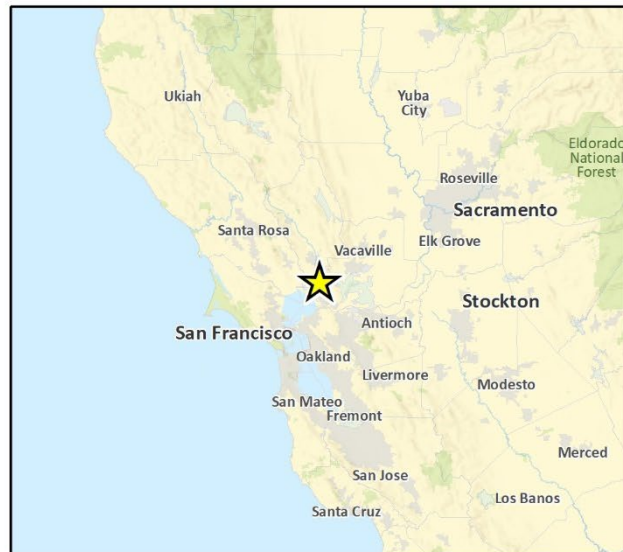 Ukiah
Yuba
City
Eldorado
National
Forest
Roseville
Sacramento
Santa Rosa
Vacaville
Elk Grove
Stockton
San Francisco
Antioch
Oakland
Livermore
Modesto
San Mateo
Fremont
Merced
San Jose
Los Banos
Santa Cruz